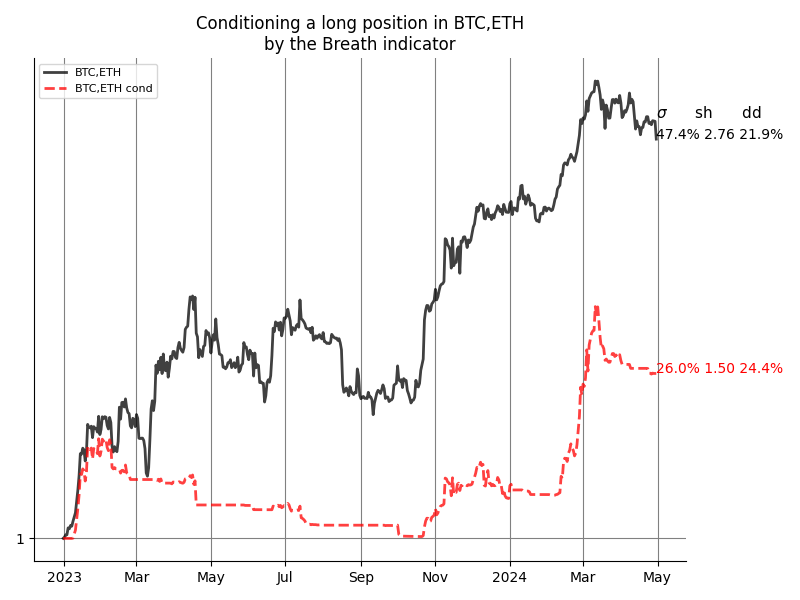 Conditioning a long position in BTC,ETH
by the Breath indicator
BTC,ETH
BTC,ETH cond
σ sh dd
47.4% 2.76 21.9%
26.0% 1.50 24.4%
1
2023 Mar May Jul Sep Nov 2024 Mar May